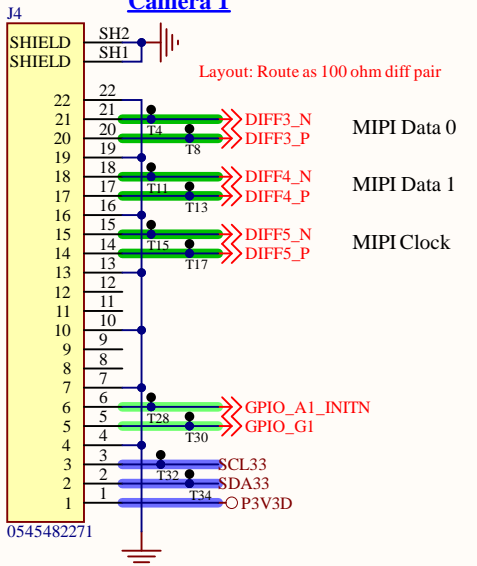 Camera 1
J4
SHIELD SH2
SHIELD SH1
Layout: Route as 100 ohm diff pair
22 22
21 21 T4 DIFF3_N
20 20 T8 DIFF3_P
MIPI Data 0
19 19
18 18 T11 DIFF4_N
17 17 T13 DIFF4_P
MIPI Data 1
16 16
15 15 T15 DIFF5_N
14 14 T17 DIFF5_P
MIPI Clock
13 13
12 12
11 11
10 10
9 9
8 8
7 7
6 6 T28 GPIO_A1_INITN
5 5 T30 GPIO_G1
4 4
3 3 T32 SCL33
2 2 T34 SDA33
1 1 P3V3D
0545482271